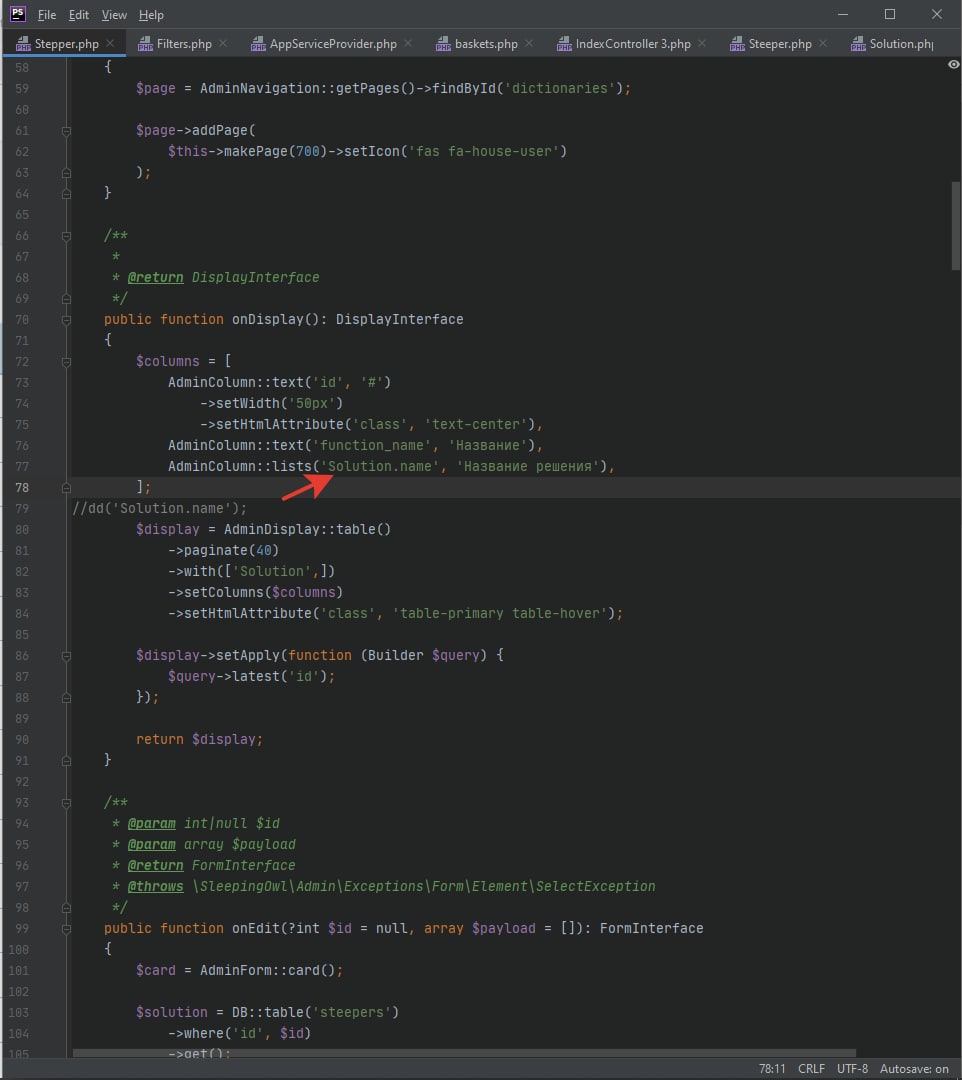 PS File Edit View Help
Stepper.php Filters.php AppServiceProvider.php baskets.php IndexController 3.php Steeper.php Solution.php
58 {
59 $page = AdminNavigation::getPages()->findById('dictionaries');
60
61 $page->addPage(
62 $this->makePage(700)->setIcon('fas fa-house-user')
63 );
64 }
65
66 /**
67 *
68 * @return DisplayInterface
69 */
70 public function onDisplay(): DisplayInterface
71 {
72 $columns = [
73 AdminColumn::text('id', '#')
74 ->setWidth('50px')
75 ->setHtmlAttribute('class', 'text-center'),
76 AdminColumn::text('function_name', 'Название'),
77 AdminColumn::lists('Solution.name', 'Название решения'),
78 ];
79 //dd('Solution.name');
80 $display = AdminDisplay::table()
81 ->paginate(40)
82 ->with(['Solution',])
83 ->setColumns($columns)
84 ->setHtmlAttribute('class', 'table-primary table-hover');
85
86 $display->setApply(function (Builder $query) {
87 $query->latest('id');
88 });
89
90 return $display;
91 }
92
93 /**
94 * @param int|null $id
95 * @param array $payload
96 * @return FormInterface
97 * @throws \SleepingOwl\Admin\Exceptions\Form\Element\SelectException
98 */
99 public function onEdit(?int $id = null, array $payload = []): FormInterface
100 {
101 $card = AdminForm::card();
102
103 $solution = DB::table('steepers')
104 ->where('id', $id)
105 ->get();
78:11 CRLF UTF-8 Autosave: on